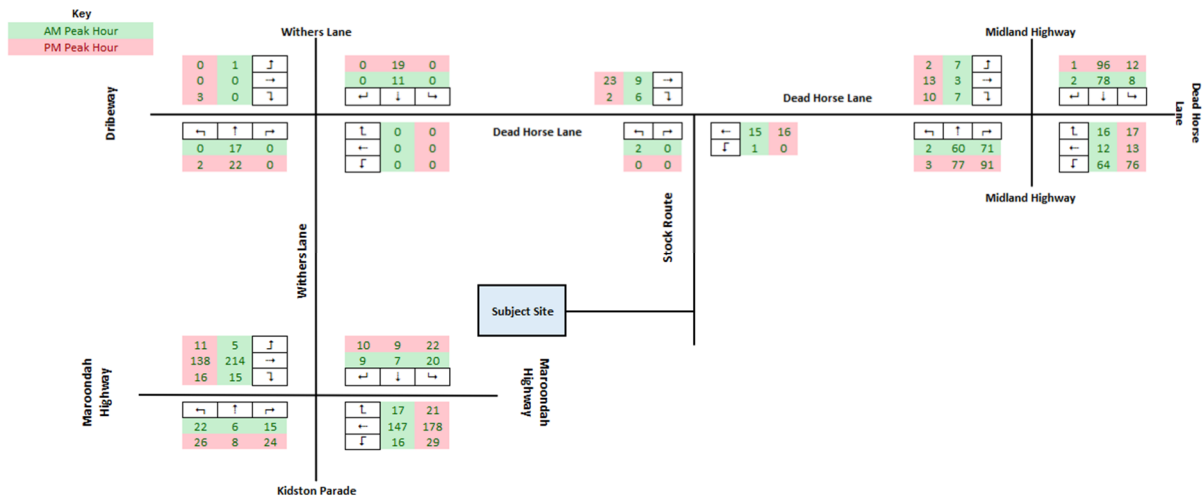 Key
AM Peak Hour
PM Peak Hour
Withers Lane
Midland Highway
0 1 ↰
0 0 →
3 0 ↴
0 19 0
0 11 0
↵ ↓ ↳
23 9 →
2 6 ↴
2 7 ⮥
13 3 →
10 7 ↴
1 96 12
2 78 8
↵ ↓ ↳
Dribeway
Dead Horse Lane
Dead Horse
Lane
Dead Horse Lane
↰ ↑ ↱
0 17 0
2 22 0
↳ 0 0
← 0 0
↲ 0 0
↰ ↱
2 0
0 0
← 15 16
↲ 1 0
↰ ↑ ↱
2 60 71
3 77 91
↳ 16 17
← 12 13
↲ 64 76
Midland Highway
Stock Route
Withers Lane
Subject Site
11 5 ⮥
138 214 →
16 15 ↴
10 9 22
9 7 20
↵ ↓ ↳
Maroondah
Highway
Maroondah
Highway
↰ ↑ ↱
22 6 15
26 8 24
↰ 17 21
← 147 178
↲ 16 29
Kidston Parade